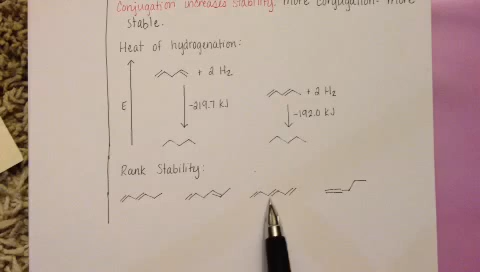 Conjugation increases stability. more conjugation= more
stable.
Heat of hydrogenation:
+ 2 H2
+ 2 H2
E
-219.7 kJ
-192.0 kJ
Rank Stability: